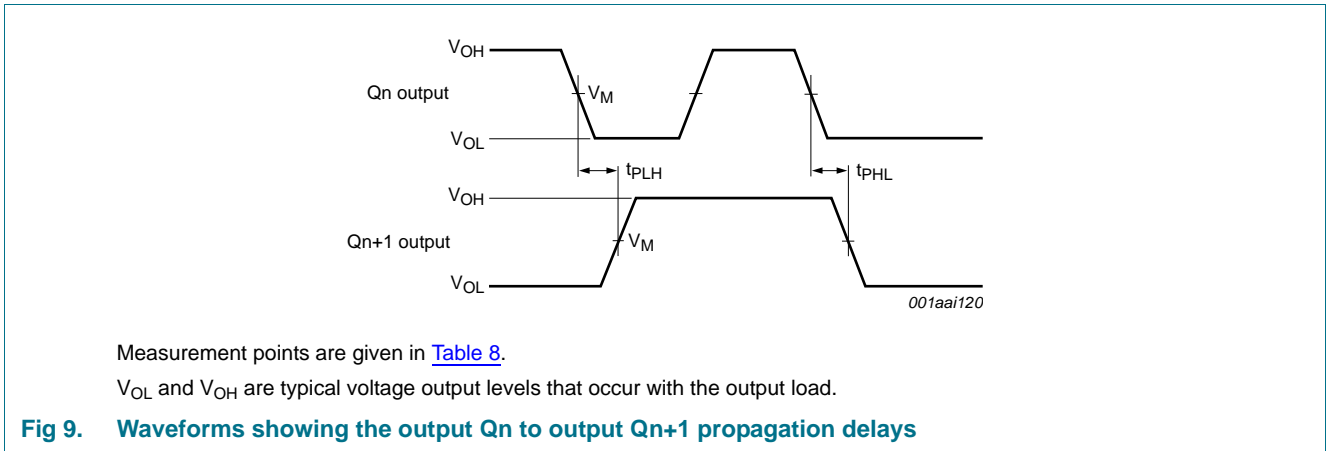 VOH
Qn output
VM
VOL
tPLH
tPHL
VOH
Qn+1 output
VM
VOL
001aai120
Measurement points are given in Table 8.
VOL and VOH are typical voltage output levels that occur with the output load.
Fig 9. Waveforms showing the output Qn to output Qn+1 propagation delays